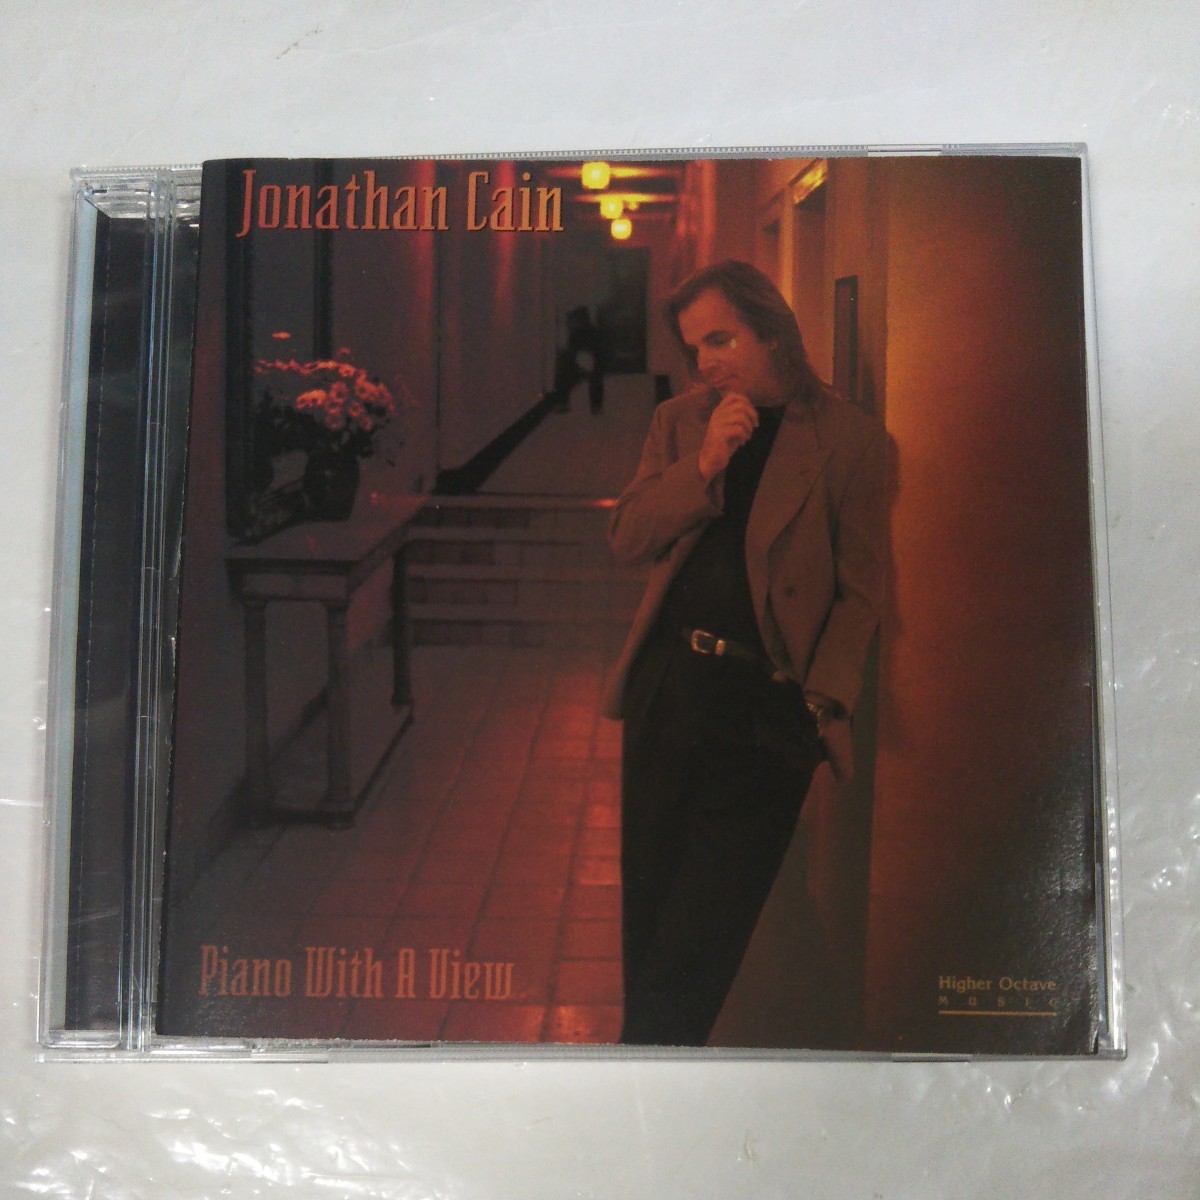 Jonathan Cain
Piano With A View
Higher Octave
MUSIC